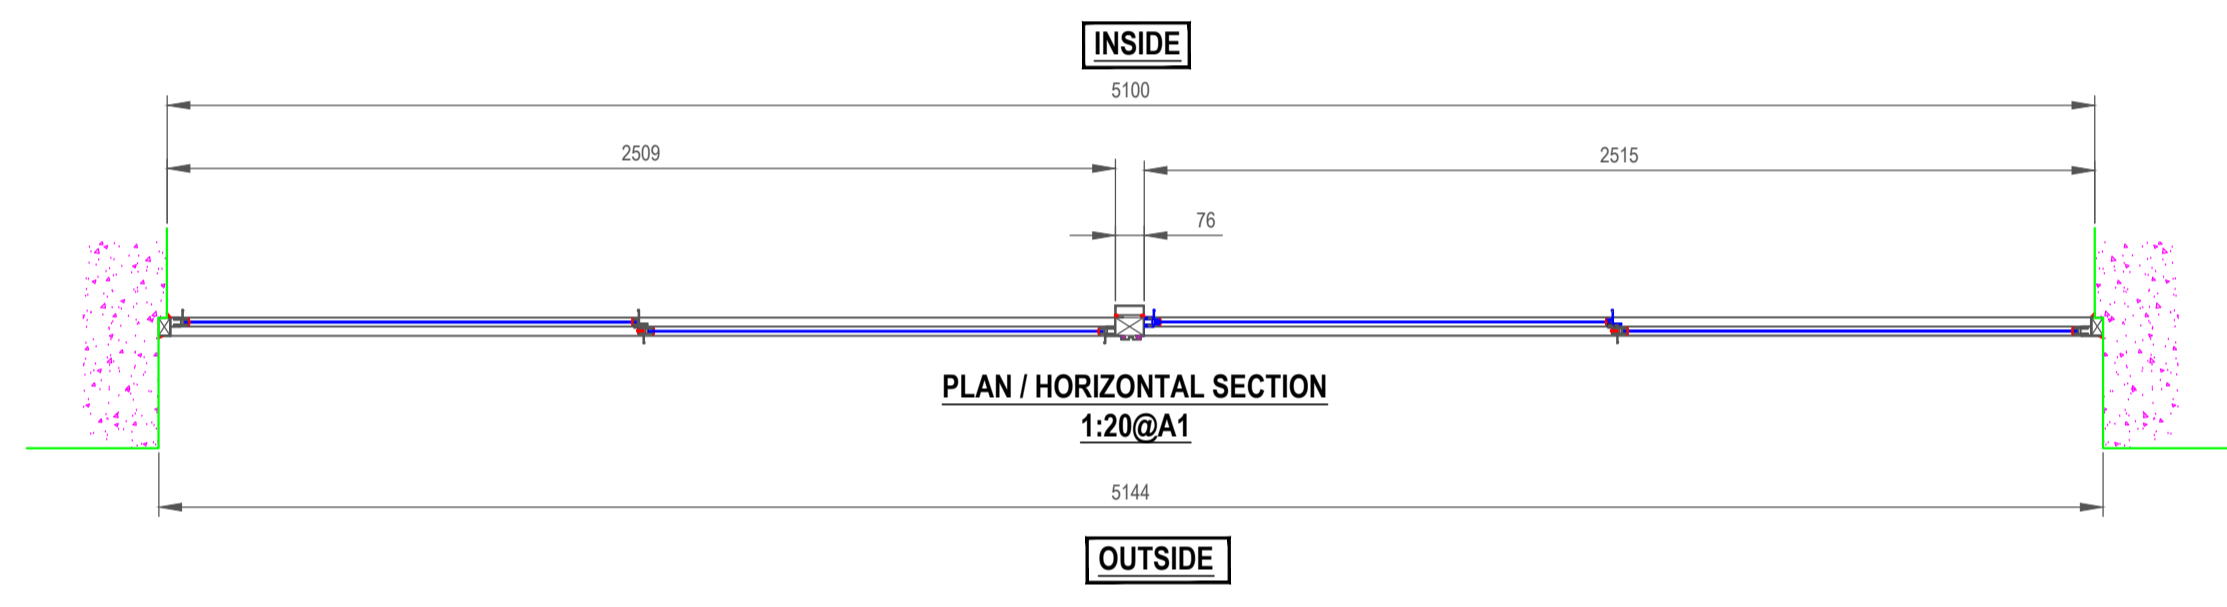 INSIDE
5100
2509
2515
76
PLAN / HORIZONTAL SECTION
1:20@A1
5144
OUTSIDE